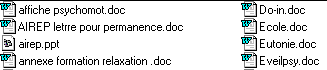 affiche psychomot.doc
AIREP letrre pour permanence.doc
airep.ppt
annexe formation relaxation .doc
Do-in.doc
Ecole.doc
Eutonie.doc
Eveilpsy.doc